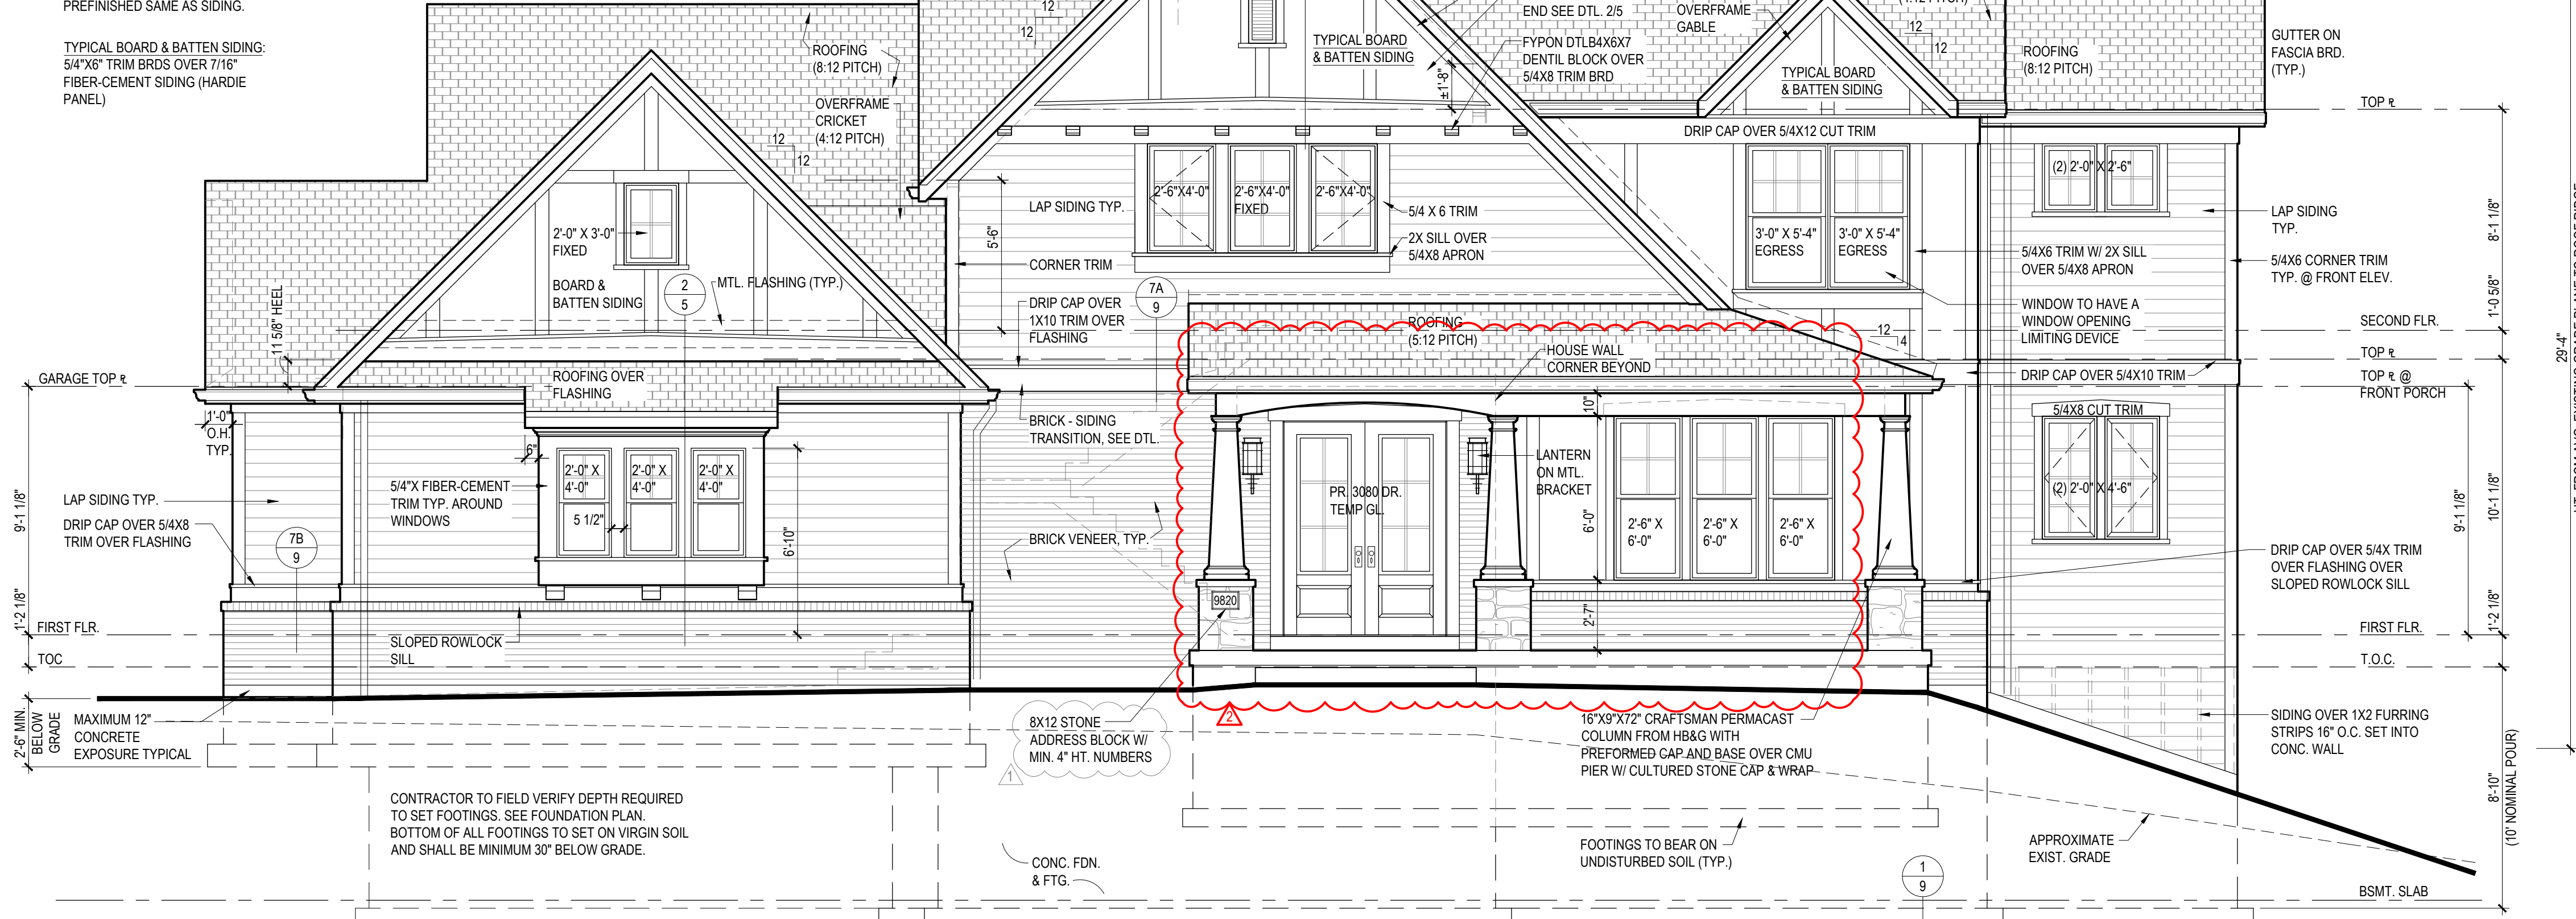 PREFINISHED SAME AS SIDING.
TYPICAL BOARD & BATTEN SIDING:
5/4"X6" TRIM BRDS OVER 7/16"
FIBER-CEMENT SIDING (HARDIE
PANEL)
ROOFING
(8:12 PITCH)
OVERFRAME
CRICKET
(4:12 PITCH)
12
12
12
12
TYPICAL BOARD
& BATTEN SIDING
±1'-8"
END SEE DTL. 2/5
FYPON DTLB4X6X7
DENTIL BLOCK OVER
5/4X8 TRIM BRD
OVERFRAME
GABLE
TYPICAL BOARD
& BATTEN SIDING
12
12
ROOFING
(8:12 PITCH)
GUTTER ON
FASCIA BRD.
(TYP.)
TOP ⅊
DRIP CAP OVER 5/4X12 CUT TRIM
2'-0" X 3'-0"
FIXED
BOARD &
BATTEN SIDING
2
5
MTL. FLASHING (TYP.)
11 5/8" HEEL
LAP SIDING TYP.
5'-6"
CORNER TRIM
DRIP CAP OVER
1X10 TRIM OVER
FLASHING
7A
9
2'-6"X4'-0"
2'-6"X4'-0"
FIXED
2'-6"X4'-0"
5/4 X 6 TRIM
2X SILL OVER
5/4X8 APRON
3'-0" X 5'-4"
EGRESS
3'-0" X 5'-4"
EGRESS
(2) 2'-0" X 2'-6"
5/4X6 TRIM W/ 2X SILL
OVER 5/4X8 APRON
WINDOW TO HAVE A
WINDOW OPENING
LIMITING DEVICE
LAP SIDING
TYP.
5/4X6 CORNER TRIM
TYP. @ FRONT ELEV.
8'-1 1/8"
1'-0 5/8"
29'-4"
SECOND FLR.
TOP ⅊
TOP ⅊ @
FRONT PORCH
DRIP CAP OVER 5/4X10 TRIM
GARAGE TOP ⅊
1'-0"
O.H.
TYP.
ROOFING OVER
FLASHING
BRICK - SIDING
TRANSITION, SEE DTL.
ROOFING
(5:12 PITCH)
HOUSE WALL
CORNER BEYOND
12
4
10"
5/4X8 CUT TRIM
9'-1 1/8"
LAP SIDING TYP.
DRIP CAP OVER 5/4X8
TRIM OVER FLASHING
7B
9
5/4"X FIBER-CEMENT
TRIM TYP. AROUND
WINDOWS
6"
2'-0" X
4'-0"
2'-0" X
4'-0"
2'-0" X
4'-0"
5 1/2"
6'-10"
BRICK VENEER, TYP.
PR. 3080 DR.
TEMP GL.
LANTERN
ON MTL.
BRACKET
6'-0"
2'-6" X
6'-0"
2'-6" X
6'-0"
2'-6" X
6'-0"
2'-7"
(2) 2'-0" X 4'-6"
9'-1 1/8"
10'-1 1/8"
DRIP CAP OVER 5/4X TRIM
OVER FLASHING OVER
SLOPED ROWLOCK SILL
1'-2 1/8"
FIRST FLR.
TOC
SLOPED ROWLOCK
SILL
9820
1'-2 1/8"
FIRST FLR.
T.O.C.
2'-6" MIN.
BELOW
GRADE
MAXIMUM 12"
CONCRETE
EXPOSURE TYPICAL
8X12 STONE
ADDRESS BLOCK W/
MIN. 4" HT. NUMBERS
1
2
16"X9"X72" CRAFTSMAN PERMACAST
COLUMN FROM HB&G WITH
PREFORMED CAP AND BASE OVER CMU
PIER W/ CULTURED STONE CAP & WRAP
SIDING OVER 1X2 FURRING
STRIPS 16" O.C. SET INTO
CONC. WALL
8'-10"
(10' NOMINAL POUR)
CONTRACTOR TO FIELD VERIFY DEPTH REQUIRED
TO SET FOOTINGS. SEE FOUNDATION PLAN.
BOTTOM OF ALL FOOTINGS TO SET ON VIRGIN SOIL
AND SHALL BE MINIMUM 30" BELOW GRADE.
CONC. FDN.
& FTG.
FOOTINGS TO BEAR ON
UNDISTURBED SOIL (TYP.)
APPROXIMATE
EXIST. GRADE
1
9
BSMT. SLAB